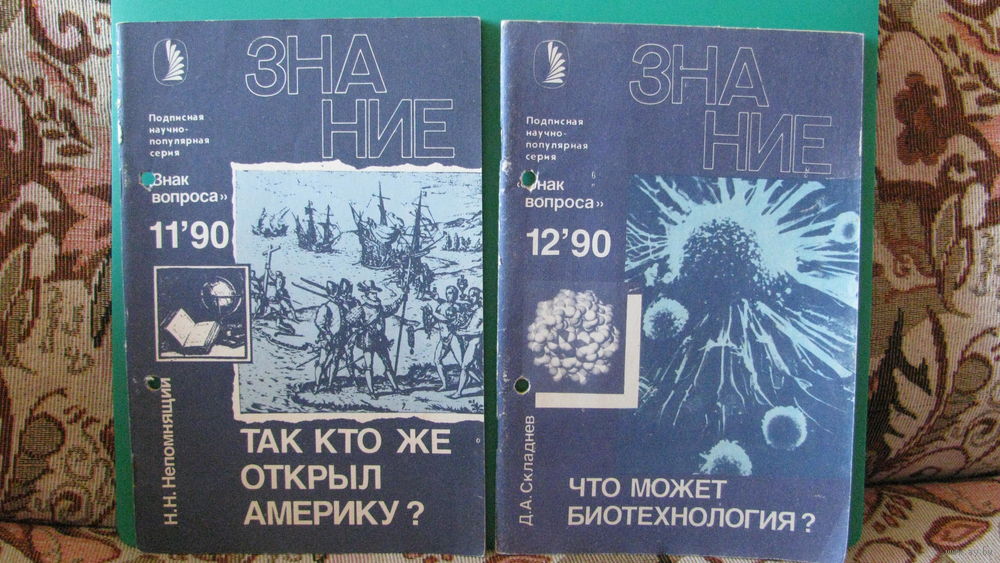 ЗНА
НИЕ
Подписная
научно-
популярная
серия
«Знак
вопроса»
11'90
Н.Н. Непомнящий
ТАК КТО ЖЕ
ОТКРЫЛ
АМЕРИКУ?
ЗНА
НИЕ
Подписная
научно-
популярная
серия
«Знак
вопроса»
12'90
Д.А. Складнев
ЧТО МОЖЕТ
БИОТЕХНОЛОГИЯ?